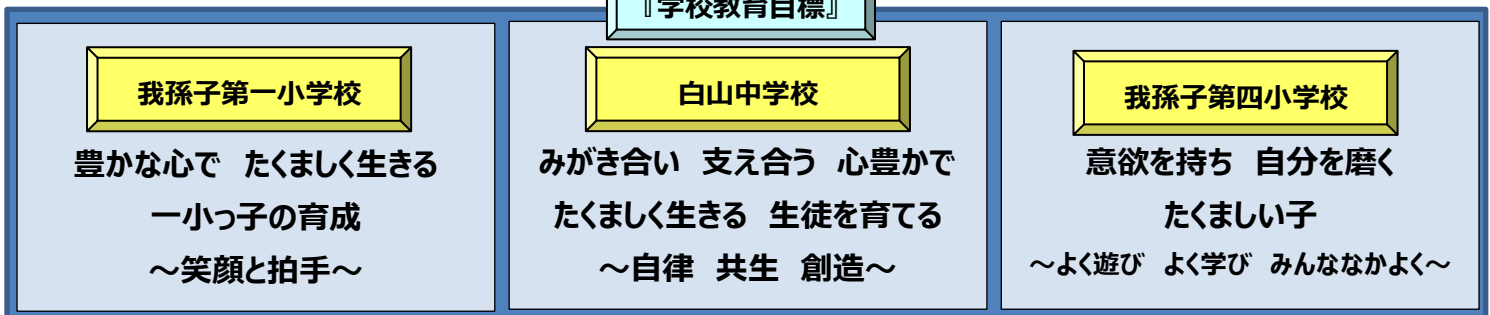 『学校教育目標』
我孫子第一小学校
豊かな心で　たくましく生きる
一小っ子の育成
～笑顔と拍手～
白山中学校
みがき合い　支え合う　心豊かで
たくましく生きる　生徒を育てる
～自律　共生　創造～
我孫子第四小学校
意欲を持ち　自分を磨く
たくましい子
～よく遊び　よく学び　みんななかよく～